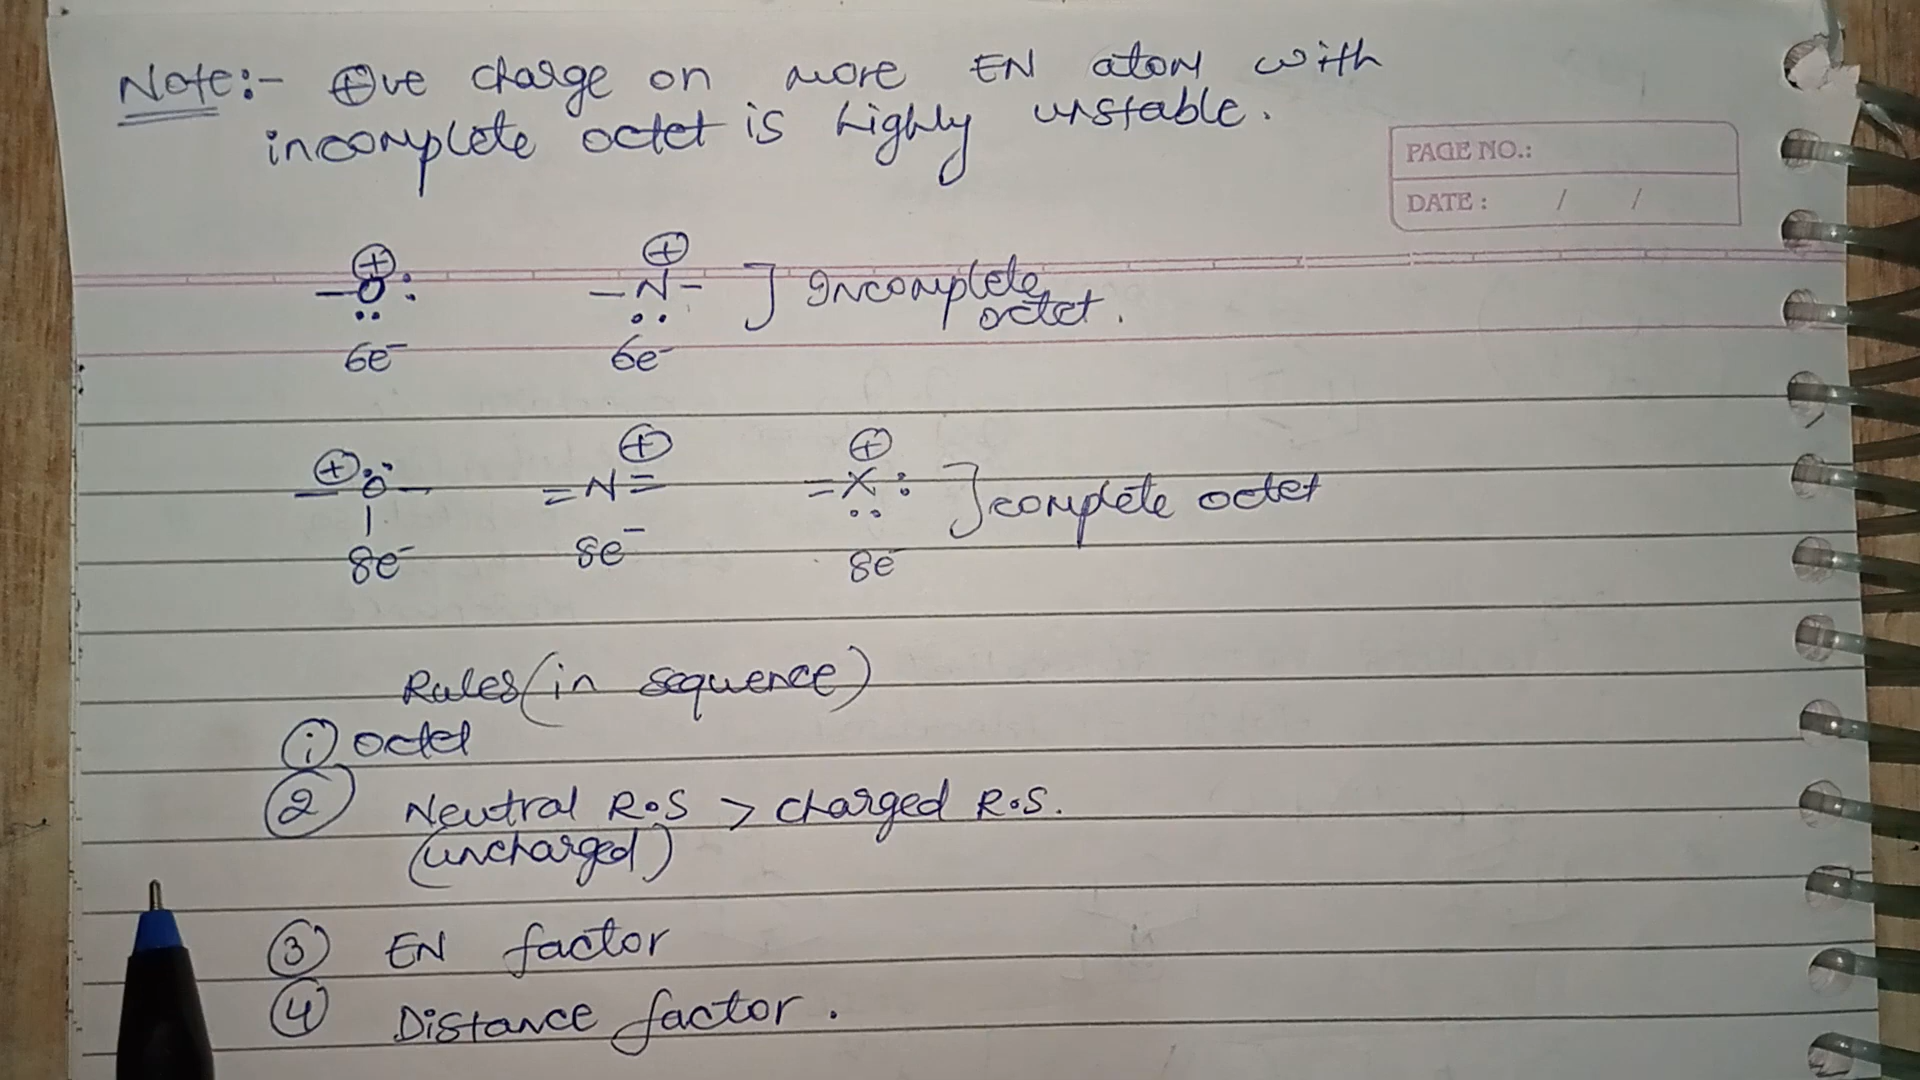 Note:- ⊕ve charge on more EN atom with
incomplete octet is highly unstable.
PAGE NO.:
DATE : / /
⊕ ⊕
–O: –N– ] Incomplete
.. .. octet.
6e⁻ 6e⁻
⊕ ⊕ ⊕
–Ö– =N= –X: ] complete octet
| ..
8e⁻ 8e⁻ 8e⁻
Rules (in sequence)
① octet
② Neutral R.S > charged R.S.
(uncharged)
③ EN factor
④ Distance factor.